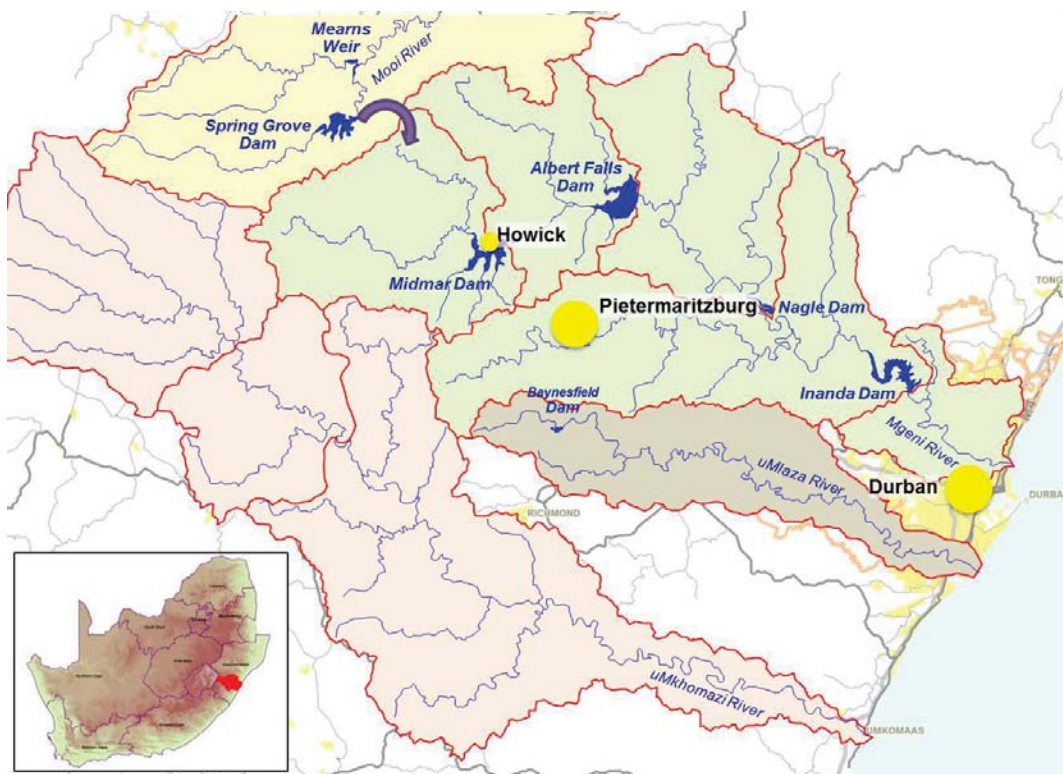 Mearns
Weir
Mooi River
Spring Grove
Dam
Albert Falls
Dam
Howick
Midmar Dam
Pietermaritzburg
Nagle Dam
TONG
Inanda Dam
Baynesfield
Dam
Mgeni River
uMlaza River
Durban
DURBA
RICHMOND
uMkhomazi River
UMKOMAAS